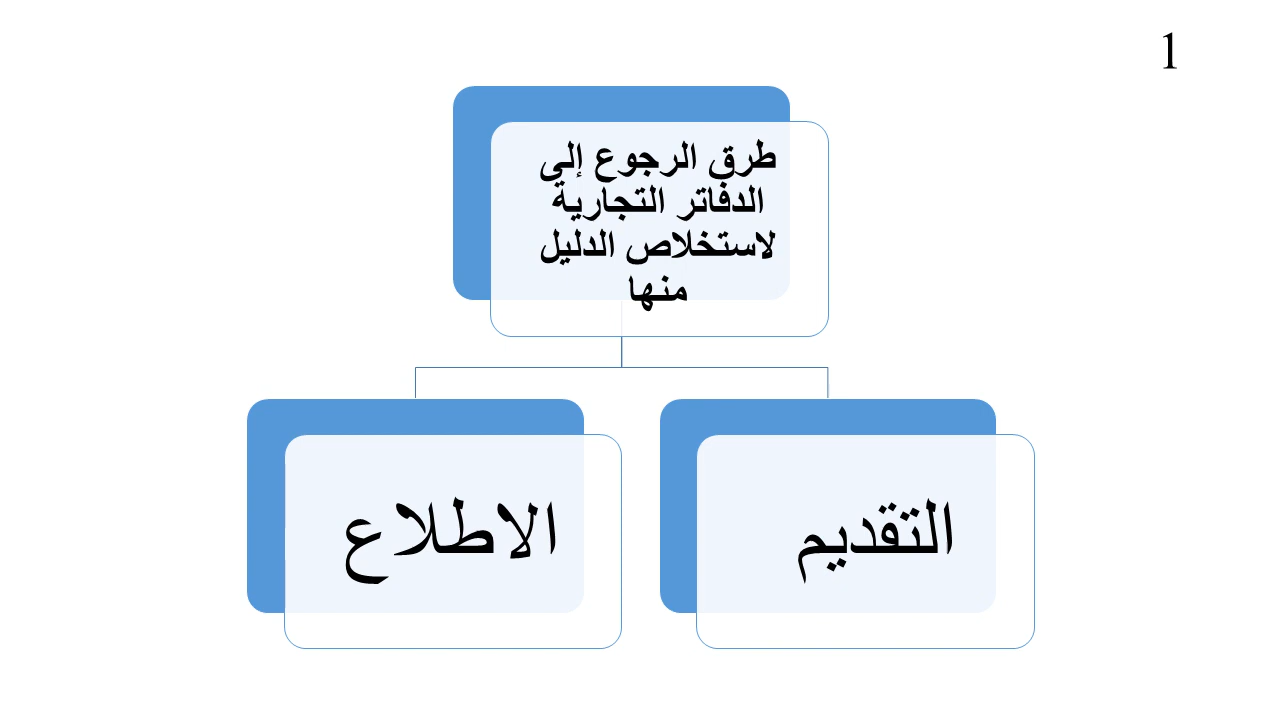 1
طرق الرجوع إلى
الدفاتر التجارية
لاستخلاص الدليل
منها
التقديم
الاطلاع